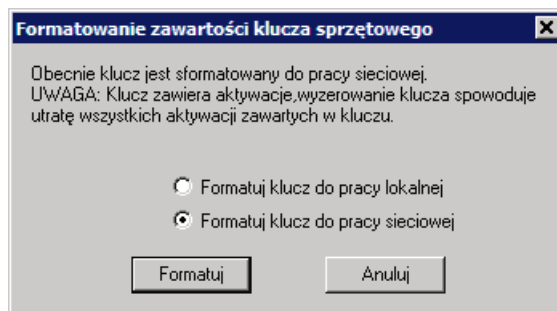 Formatowanie zawartości klucza sprzętowego
Obecnie klucz jest sformatowany do pracy sieciowej.
UWAGA: Klucz zawiera aktywacje,wyzerowanie klucza spowoduje
utratę wszystkich aktywacji zawartych w kluczu.
Formatuj klucz do pracy lokalnej
Formatuj klucz do pracy sieciowej
Formatuj Anuluj